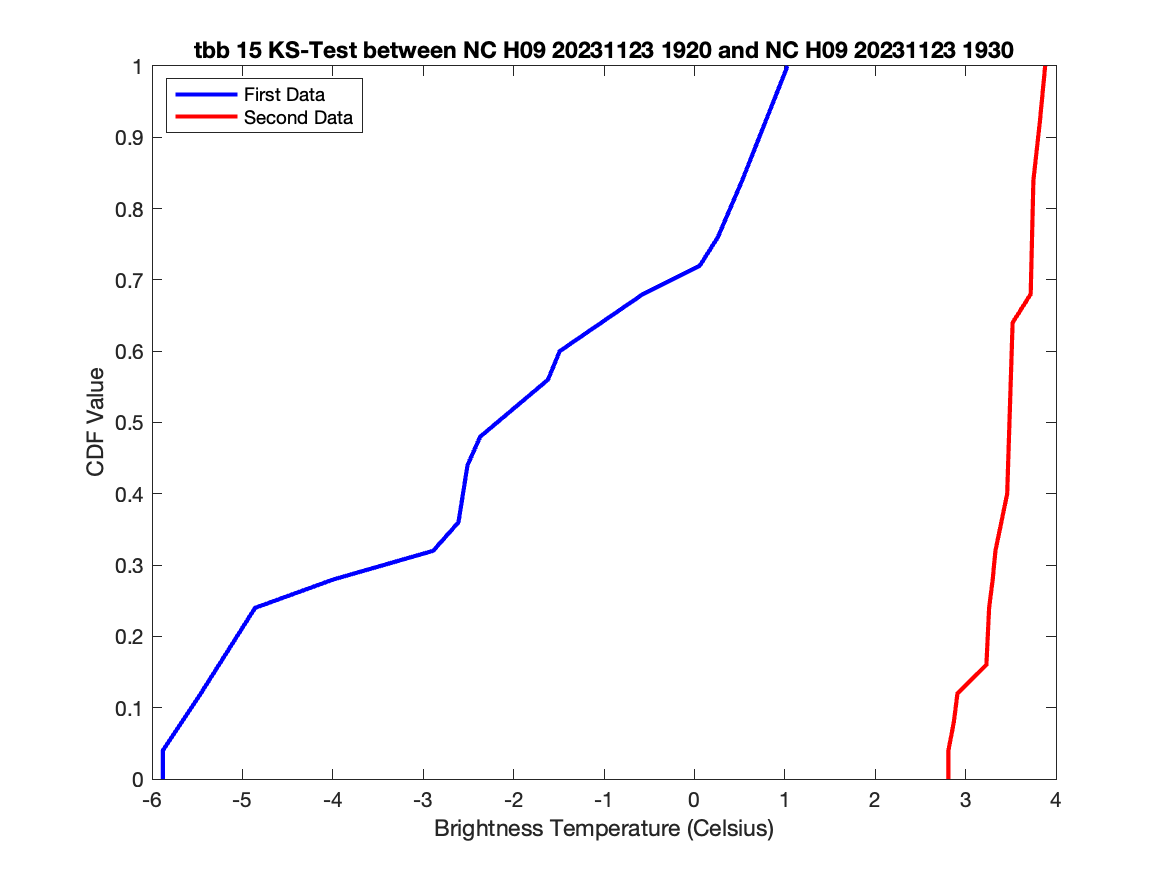 tbb 15 KS-Test between NC H09 20231123 1920 and NC H09 20231123 1930
First Data
Second Data
1
0.9
0.8
0.7
0.6
0.5
0.4
0.3
0.2
0.1
0
CDF Value
-6 -5 -4 -3 -2 -1 0 1 2 3 4
Brightness Temperature (Celsius)